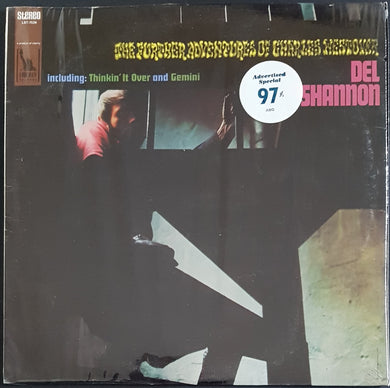 STEREO
THE FURTHER ADVENTURES OF CHARLES WESTOVER
including: Thinkin' It Over and Gemini
DEL
SHANNON
Advertised
Special
97¢